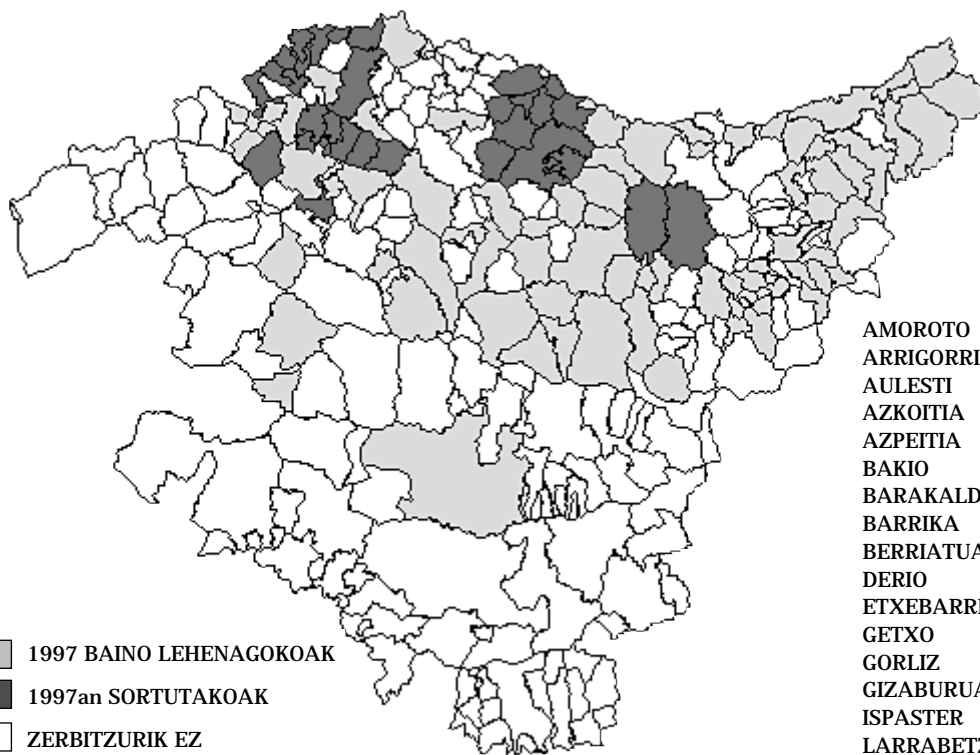 AMOROTO
ARRIGORRI
AULESTI
AZKOITIA
AZPEITIA
BAKIO
BARAKALD
BARRIKA
BERRIATUA
DERIO
ETXEBARRI
GETXO
GORLIZ
GIZABURUA
ISPASTER
LARRABET
1997 BAINO LEHENAGOKOAK
1997an SORTUTAKOAK
ZERBITZURIK EZ